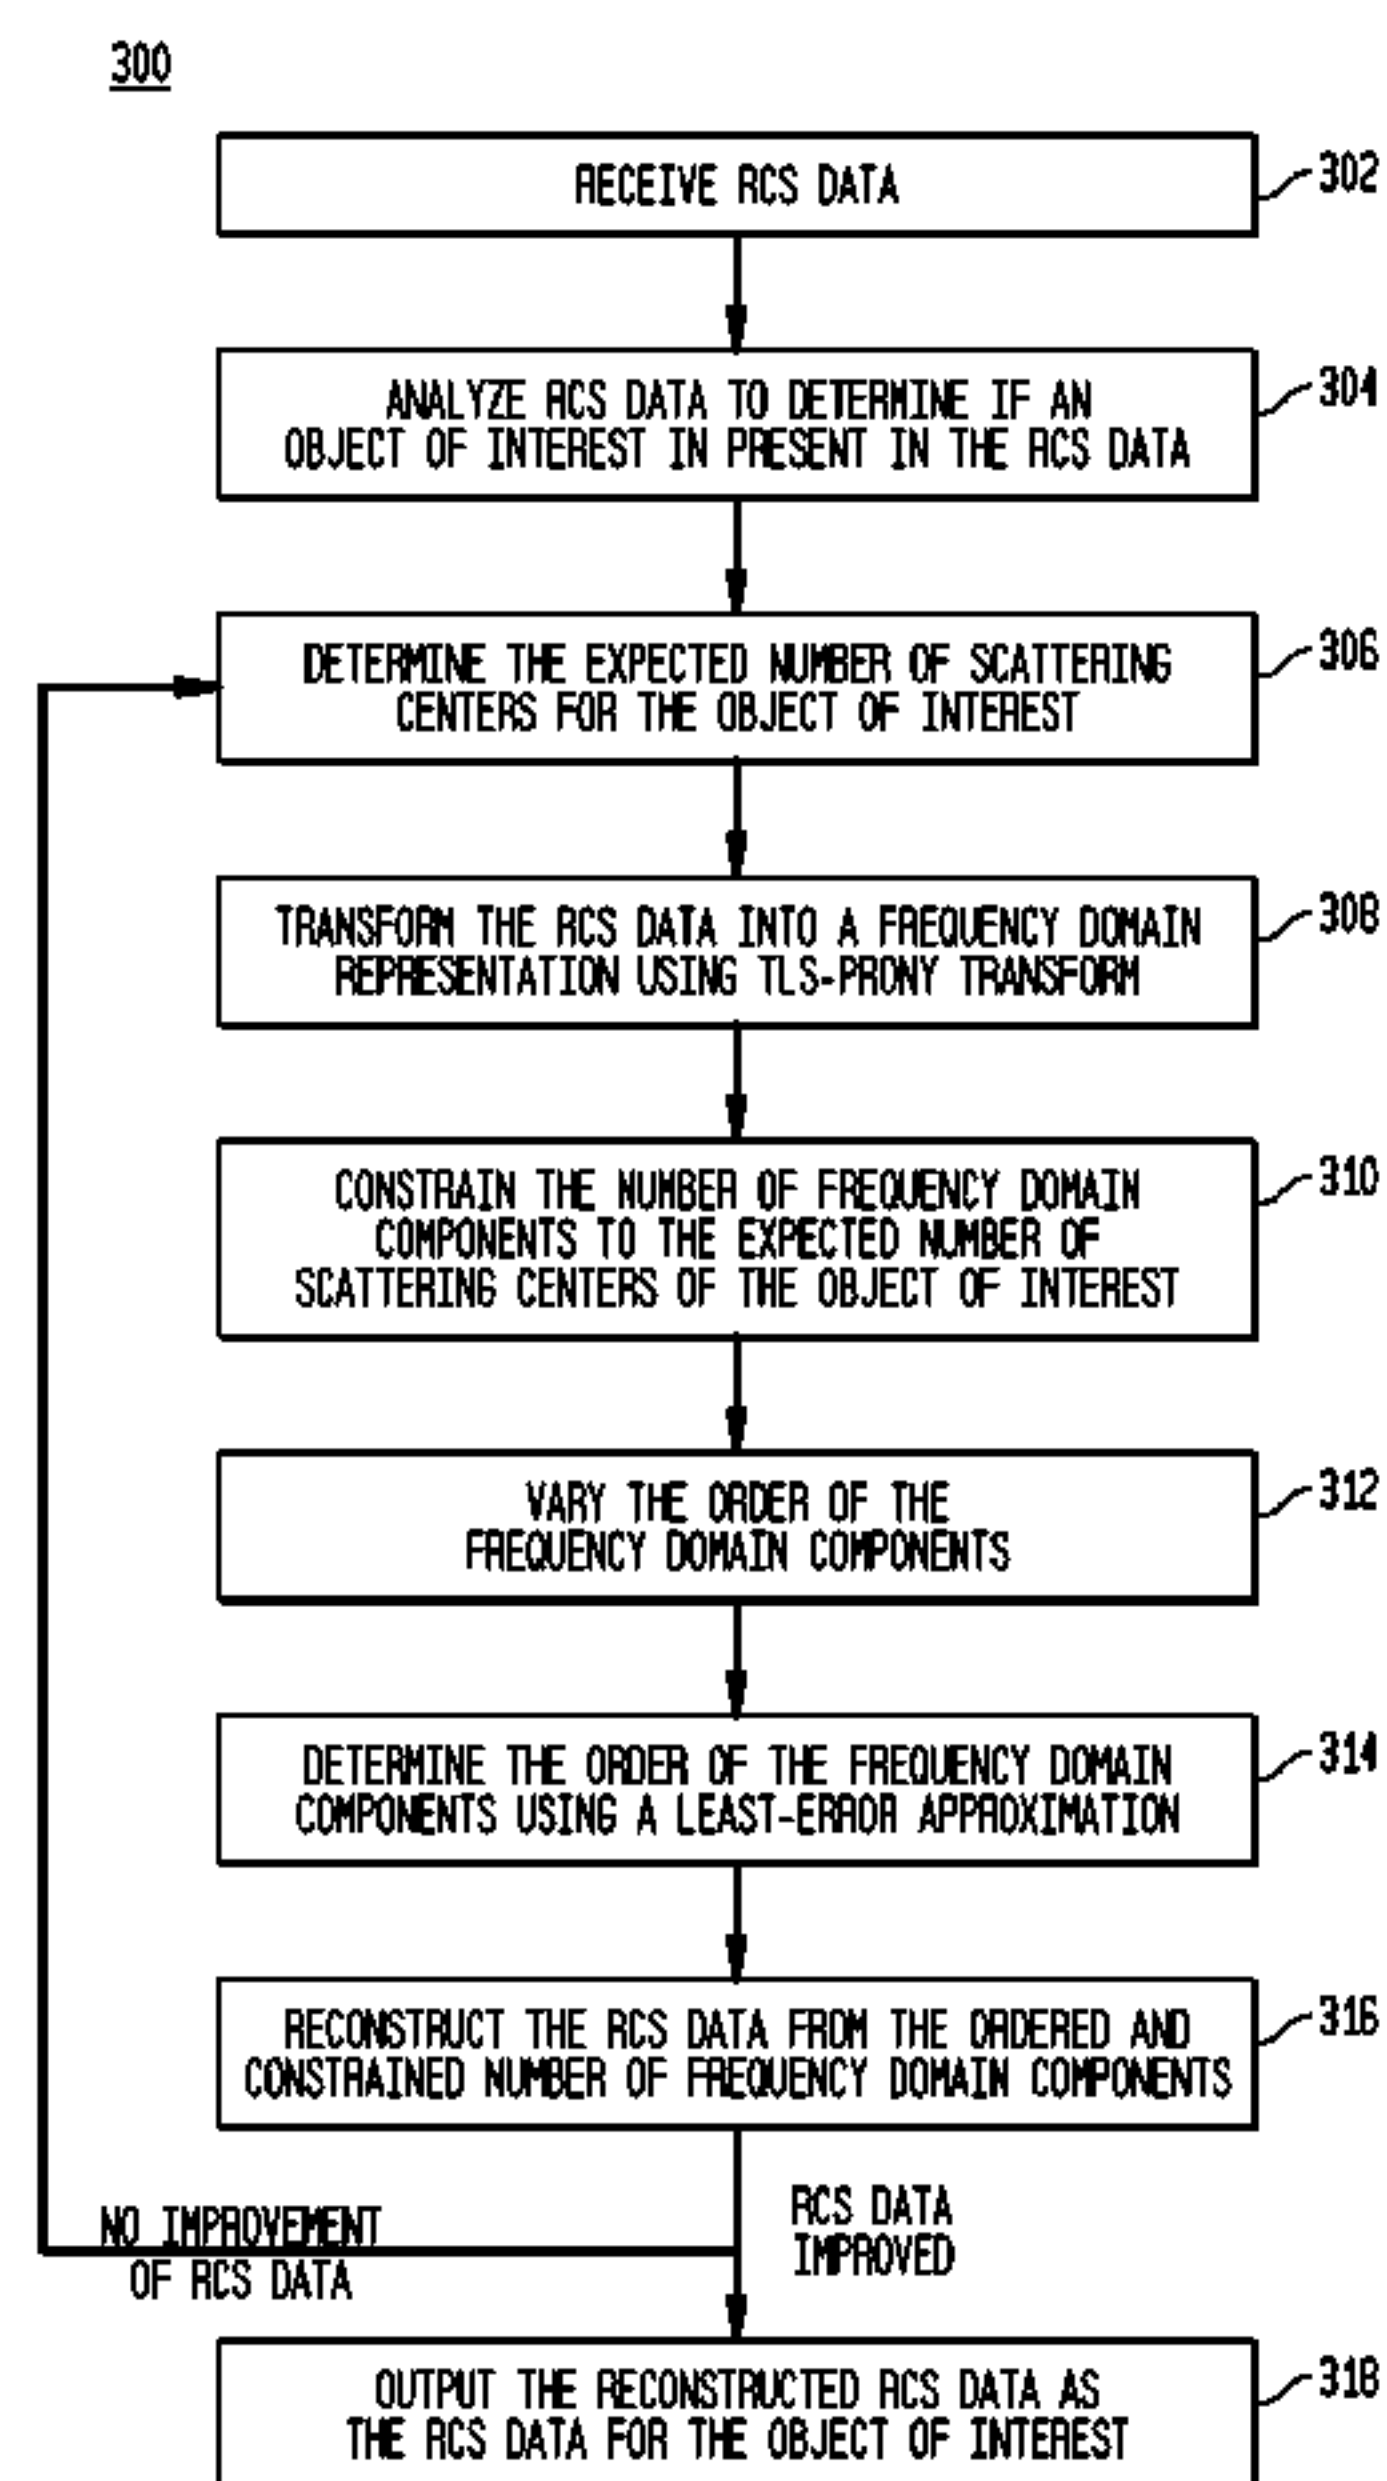 300
RECEIVE RCS DATA
302
ANALYZE RCS DATA TO DETERMINE IF AN
OBJECT OF INTEREST IN PRESENT IN THE RCS DATA
304
DETERMINE THE EXPECTED NUMBER OF SCATTERING
CENTERS FOR THE OBJECT OF INTEREST
306
TRANSFORM THE RCS DATA INTO A FREQUENCY DOMAIN
REPRESENTATION USING TLS-PRONY TRANSFORM
308
CONSTRAIN THE NUMBER OF FREQUENCY DOMAIN
COMPONENTS TO THE EXPECTED NUMBER OF
SCATTERING CENTERS OF THE OBJECT OF INTEREST
310
VARY THE ORDER OF THE
FREQUENCY DOMAIN COMPONENTS
312
DETERMINE THE ORDER OF THE FREQUENCY DOMAIN
COMPONENTS USING A LEAST-ERROR APPROXIMATION
314
RECONSTRUCT THE RCS DATA FROM THE ORDERED AND
CONSTRAINED NUMBER OF FREQUENCY DOMAIN COMPONENTS
316
NO IMPROVEMENT
OF RCS DATA
RCS DATA
IMPROVED
OUTPUT THE RECONSTRUCTED RCS DATA AS
THE RCS DATA FOR THE OBJECT OF INTEREST
318